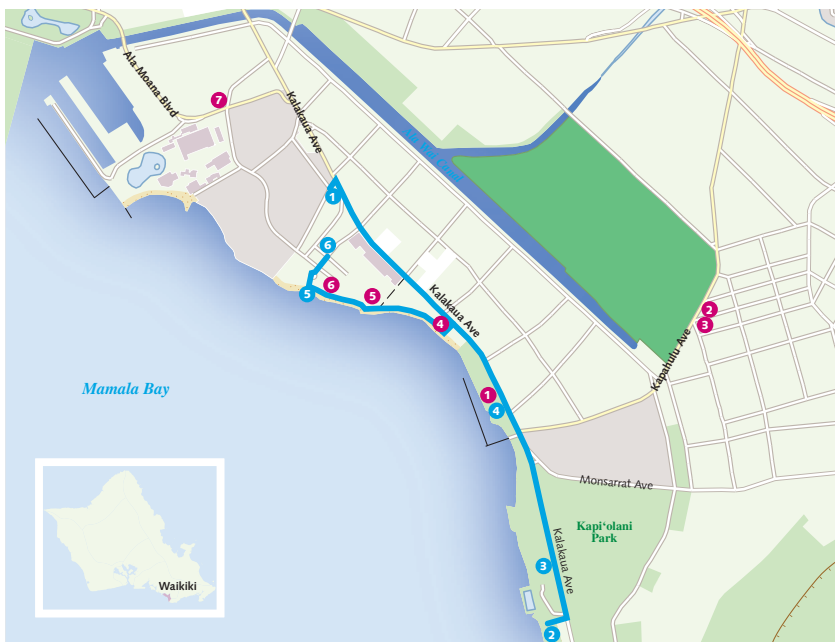 Ala Moana Blvd
7
Kalakaua Ave
Ala Wai Canal
1
6
5
6
5
Kalakaua Ave
4
2
3
Kapahulu Ave
1
4
Mamala Bay
Monsarrat Ave
Kapi‘olani
Park
Kalakaua Ave
3
2
Waikiki